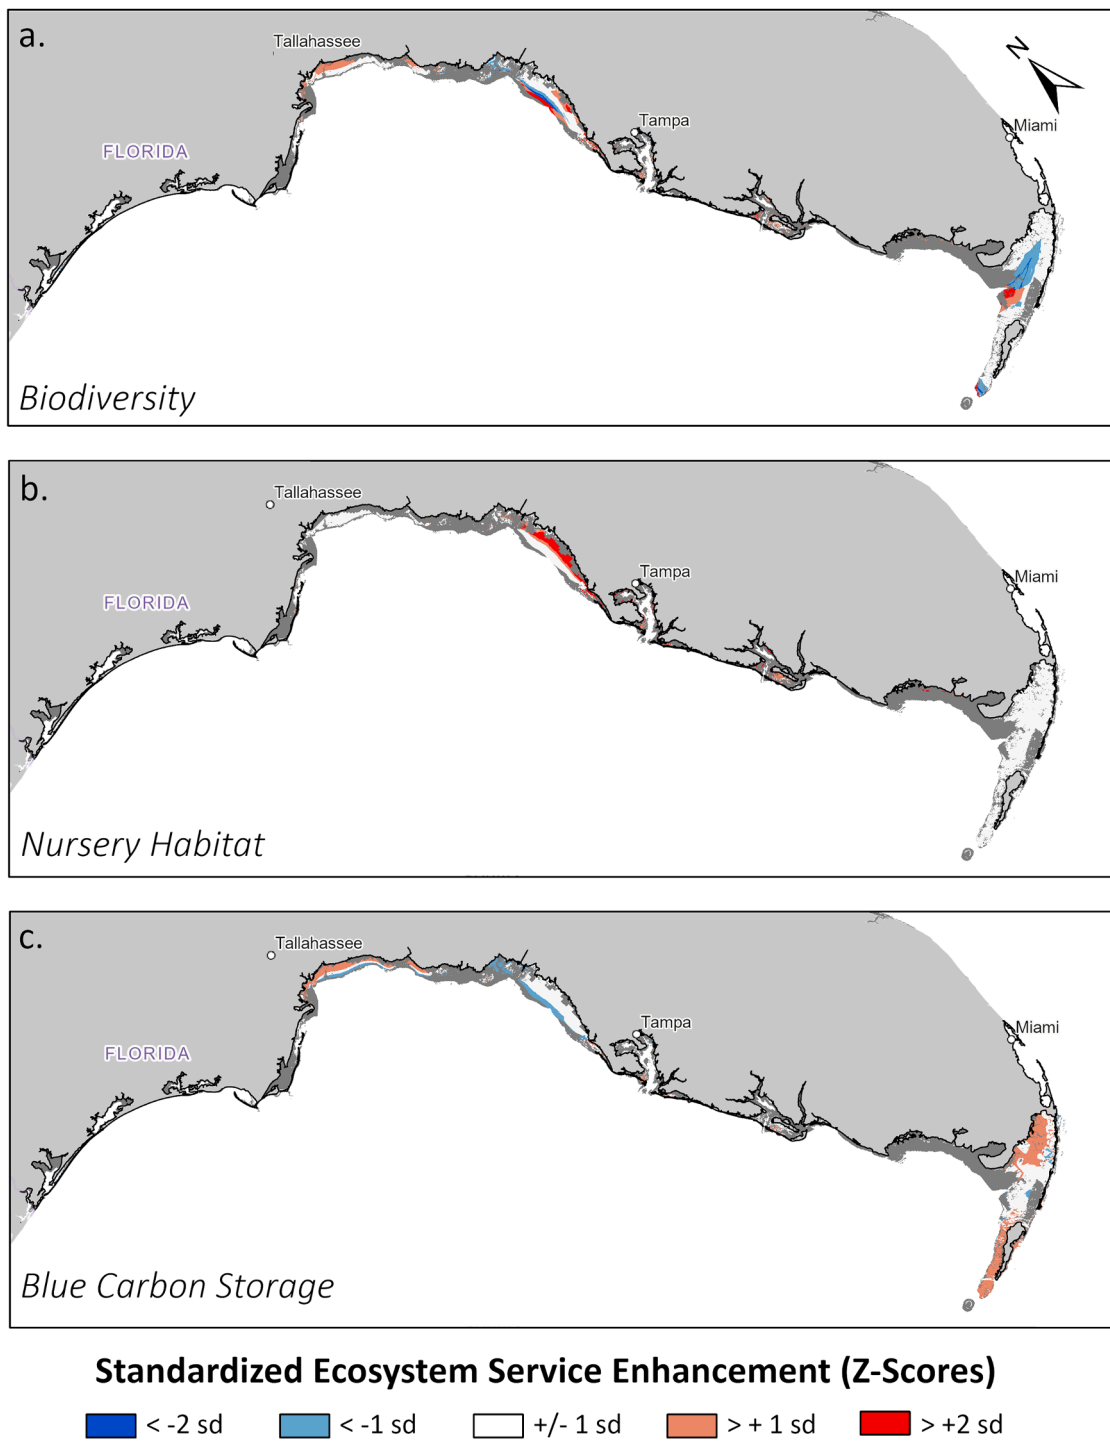 a.
Tallahassee
N
Tampa
Miami
FLORIDA
Biodiversity
b.
Tallahassee
Tampa
Miami
FLORIDA
Nursery Habitat
c.
Tallahassee
Tampa
Miami
FLORIDA
Blue Carbon Storage
Standardized Ecosystem Service Enhancement (Z-Scores)
< -2 sd < -1 sd +/- 1 sd > + 1 sd > +2 sd